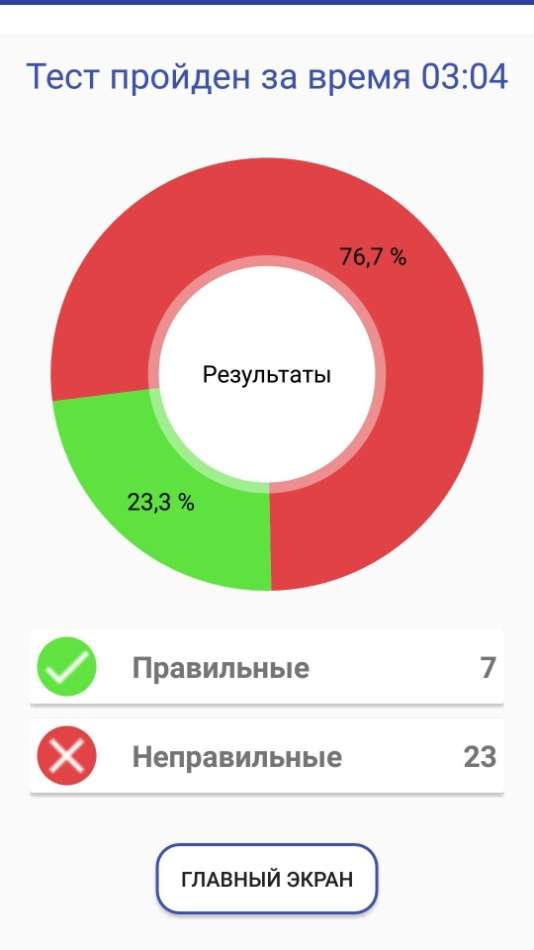 Тест пройден за время 03:04
76,7 %
Результаты
23,3 %
Правильные 7
Неправильные 23
ГЛАВНЫЙ ЭКРАН